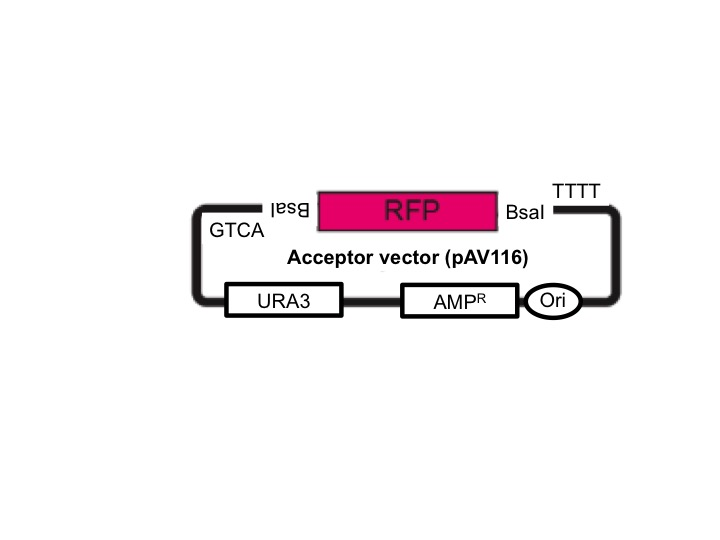 TTTT
BsaI RFP BsaI
GTCA
Acceptor vector (pAV116)
URA3 AMPᴿ Ori